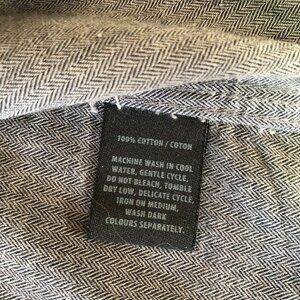 100% COTTON / COTON
MACHINE WASH IN COOL
WATER, GENTLE CYCLE,
DO NOT BLEACH, TUMBLE
DRY LOW, DELICATE CYCLE,
IRON ON MEDIUM,
WASH DARK
COLOURS SEPARATELY.